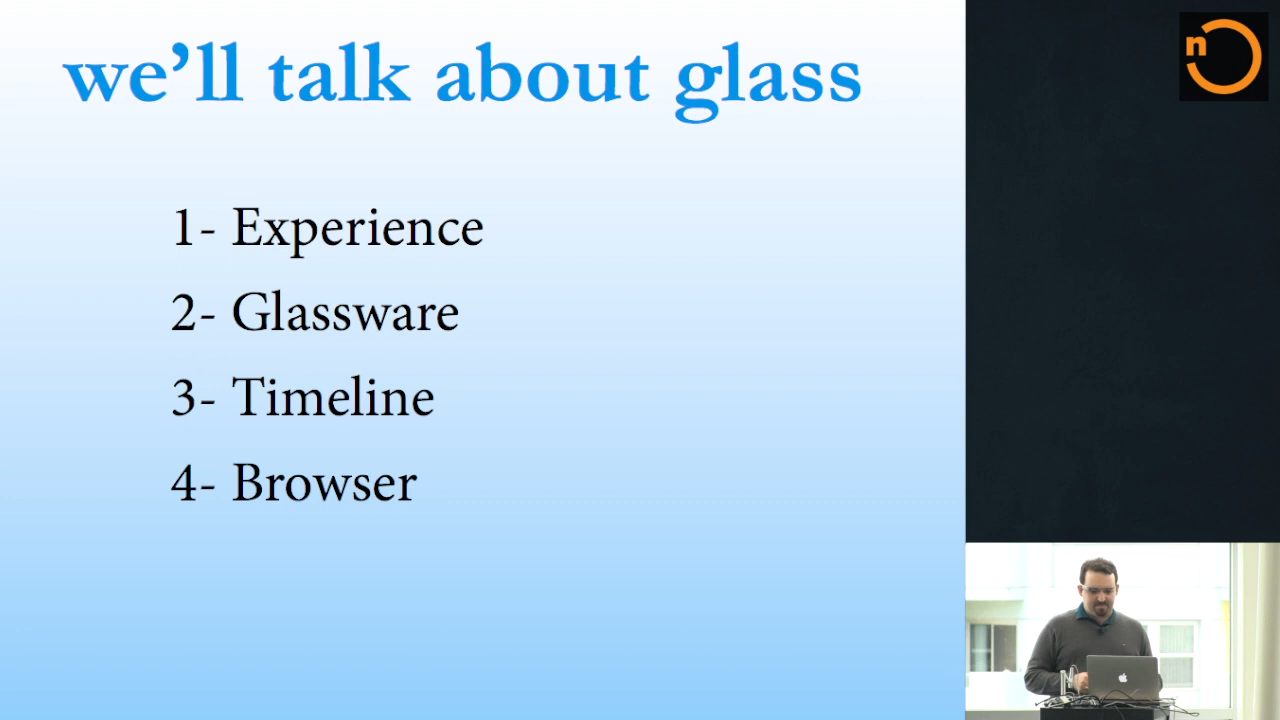 we’ll talk about glass
1- Experience
2- Glassware
3- Timeline
4- Browser
n